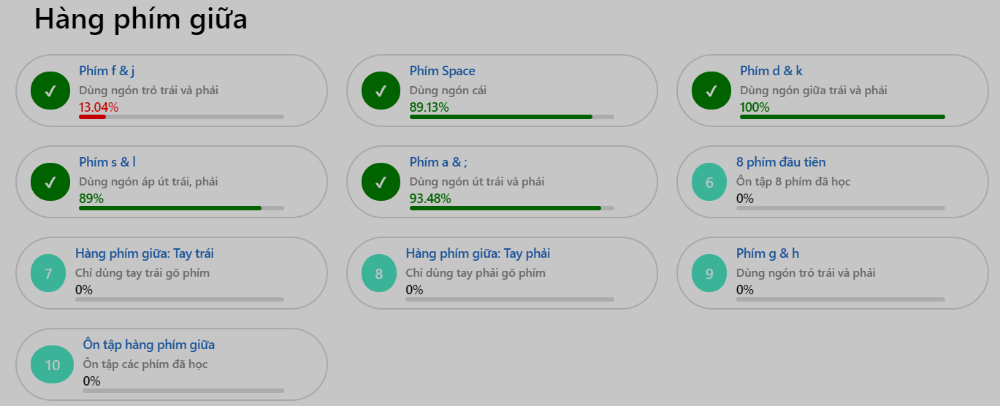 Hàng phím giữa
✓
Phím f & j
Dùng ngón trỏ trái và phải
13.04%
✓
Phím Space
Dùng ngón cái
89.13%
✓
Phím d & k
Dùng ngón giữa trái và phải
100%
✓
Phím s & l
Dùng ngón áp út trái, phải
89%
✓
Phím a & ;
Dùng ngón út trái và phải
93.48%
6
8 phím đầu tiên
Ôn tập 8 phím đã học
0%
7
Hàng phím giữa: Tay trái
Chỉ dùng tay trái gõ phím
0%
8
Hàng phím giữa: Tay phải
Chỉ dùng tay phải gõ phím
0%
9
Phím g & h
Dùng ngón trỏ trái và phải
0%
10
Ôn tập hàng phím giữa
Ôn tập các phím đã học
0%